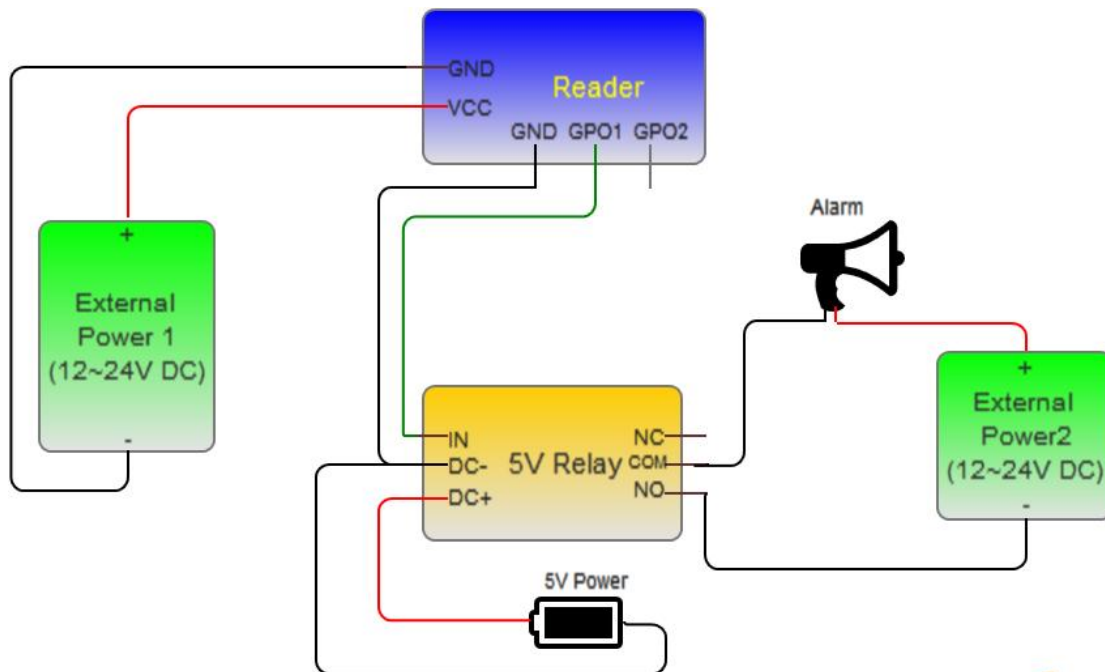 GND
Reader
VCC
GND GPO1 GPO2
Alarm
+
External
Power 1
(12~24V DC)
-
+
External
Power2
(12~24V DC)
-
IN
DC-
DC+
5V Relay
NC
COM
NO
5V Power